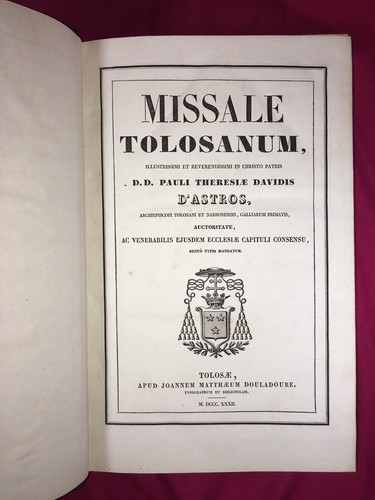 MISSALE
TOLOSANUM,
ILLUSTRISSIMI ET REVERENDISSIMI IN CHRISTO PATRIS
D.D. PAULI THERESIÆ DAVIDIS
D'ASTROS,
ARCHIEPISCOPI TOLOSANI ET NARBONENSIS, GALLIARUM PRIMATIS,
AUCTORITATE,
AC VENERABILIS EJUSDEM ECCLESIÆ CAPITULI CONSENSU,
DENUÒ TYPIS MANDATUM.
TOLOSÆ,
APUD JOANNEM MATTHÆUM DOULADOURE,
TYPOGRAPHUM ET BIBLIOPOLAM.
M. DCCC. XXXII.